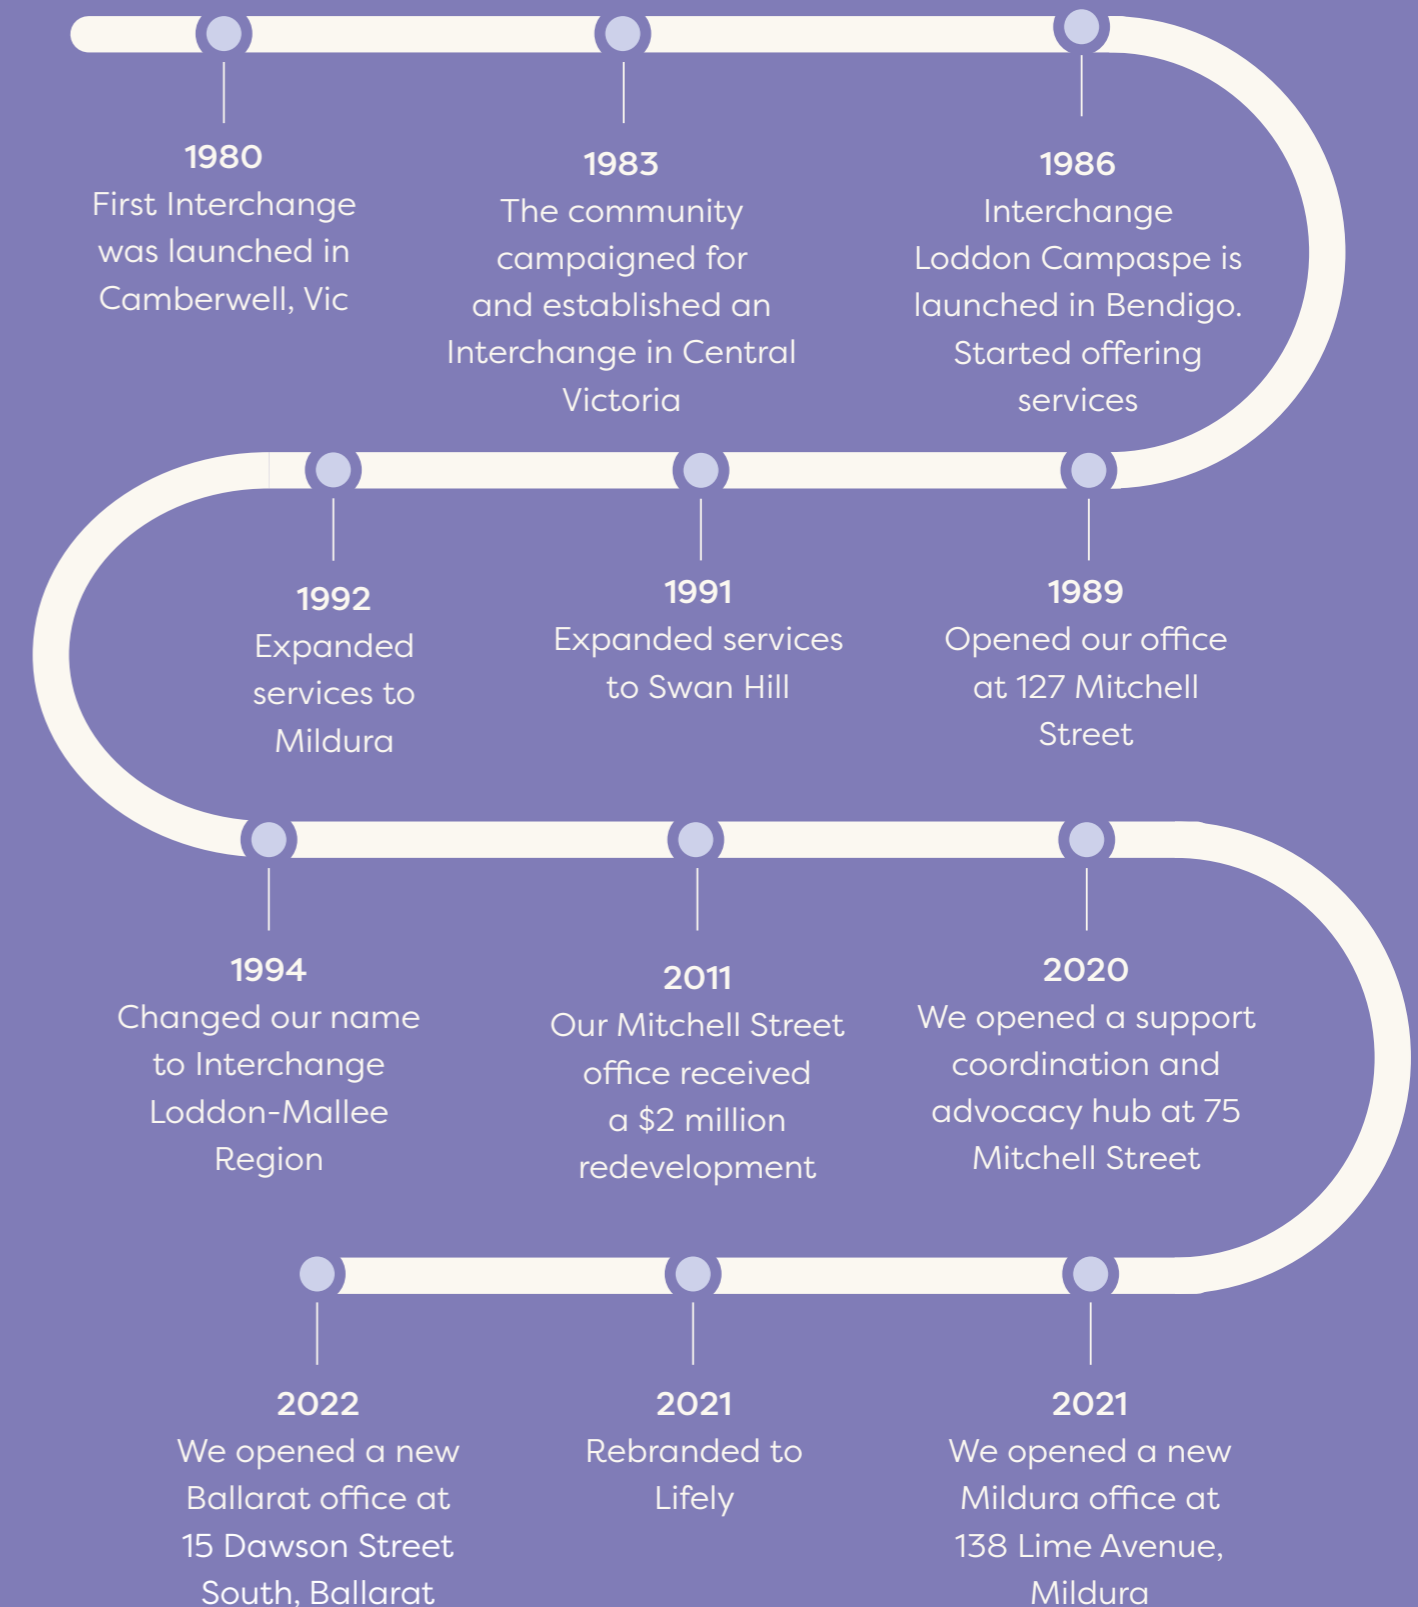 1980
First Interchange
was launched in
Camberwell, Vic
1983
The community
campaigned for
and established an
Interchange in Central
Victoria
1986
Interchange
Loddon Campaspe is
launched in Bendigo.
Started offering
services
1989
Opened our office
at 127 Mitchell
Street
1991
Expanded services
to Swan Hill
1992
Expanded
services to
Mildura
1994
Changed our name
to Interchange
Loddon-Mallee
Region
2011
Our Mitchell Street
office received
a $2 million
redevelopment
2020
We opened a support
coordination and
advocacy hub at 75
Mitchell Street
2021
We opened a new
Mildura office at
138 Lime Avenue,
Mildura
2021
Rebranded to
Lifely
2022
We opened a new
Ballarat office at
15 Dawson Street
South, Ballarat